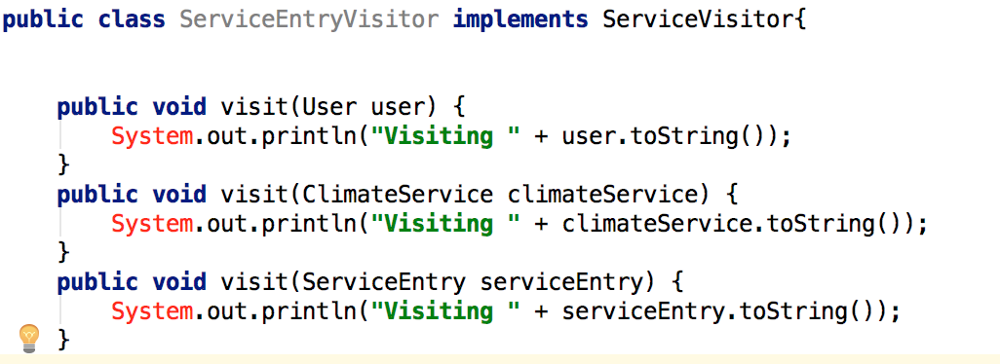 public class ServiceEntryVisitor implements ServiceVisitor{
public void visit(User user) {
System.out.println("Visiting " + user.toString());
}
public void visit(ClimateService climateService) {
System.out.println("Visiting " + climateService.toString());
}
public void visit(ServiceEntry serviceEntry) {
System.out.println("Visiting " + serviceEntry.toString());
}